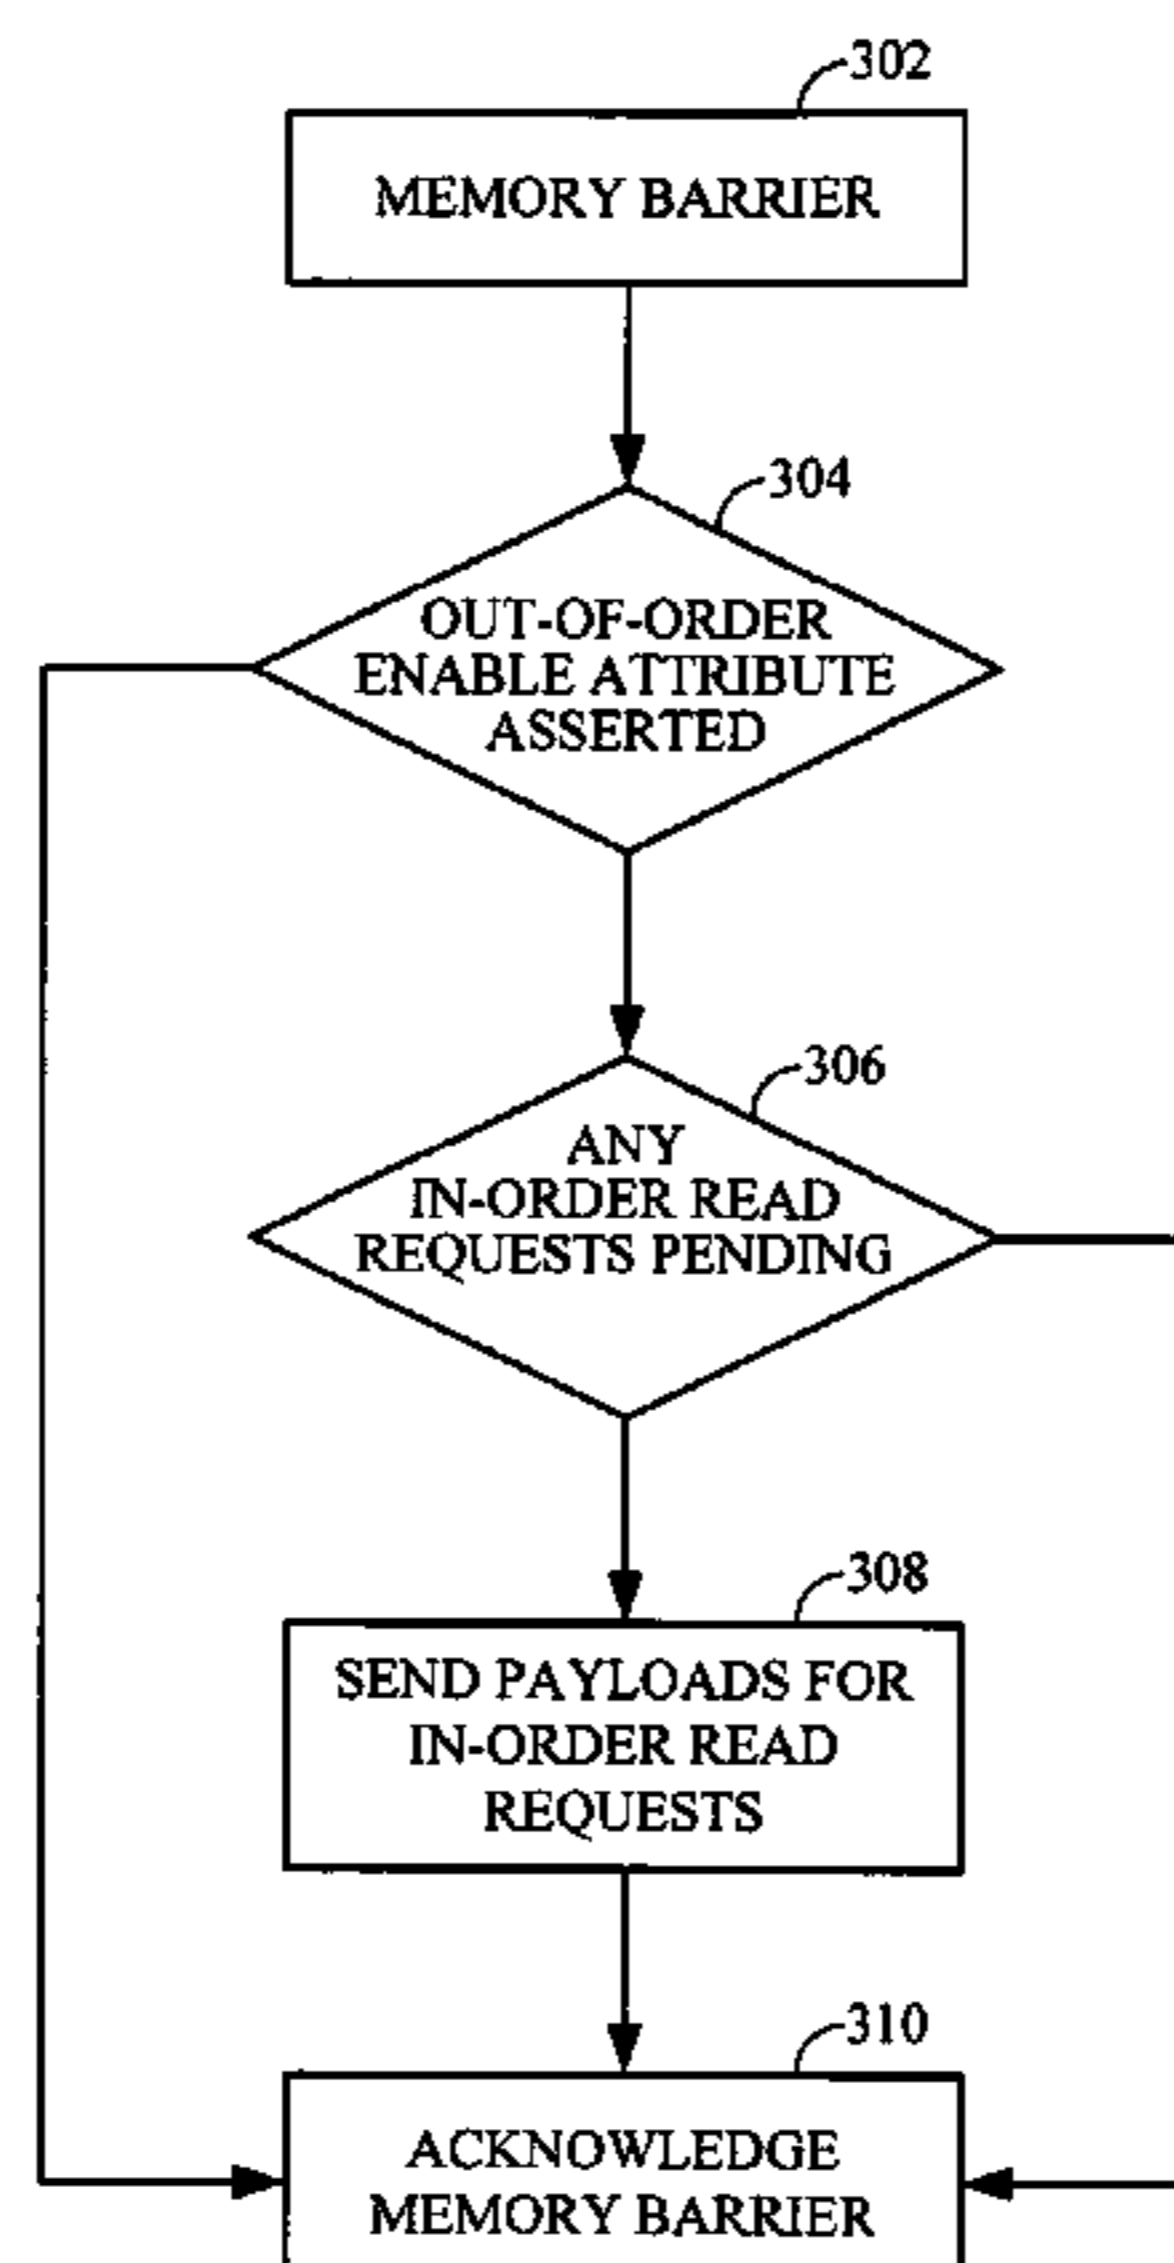 302
MEMORY BARRIER
304
OUT-OF-ORDER
ENABLE ATTRIBUTE
ASSERTED
306
ANY
IN-ORDER READ
REQUESTS PENDING
308
SEND PAYLOADS FOR
IN-ORDER READ
REQUESTS
310
ACKNOWLEDGE
MEMORY BARRIER